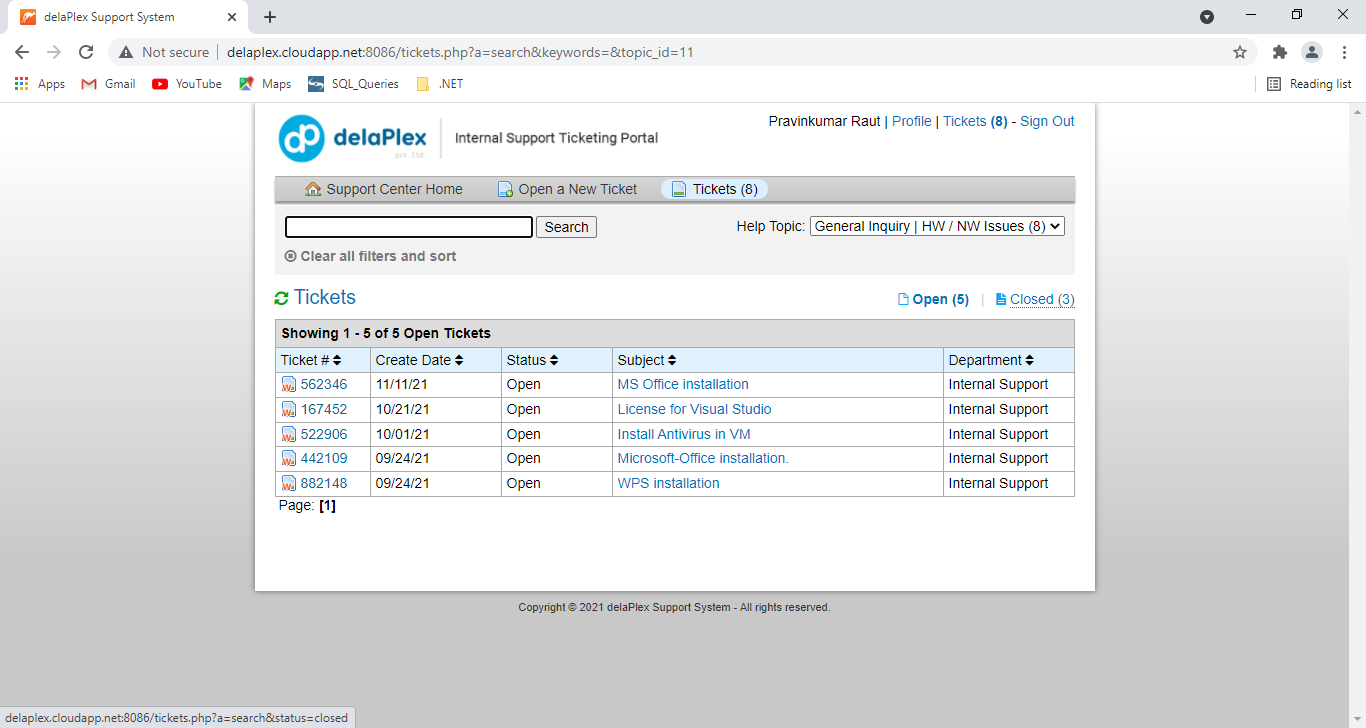 delaPlex Support System
Not secure | delaplex.cloudapp.net:8086/tickets.php?a=search&keywords=&topic_id=11
Apps Gmail YouTube Maps SQL_Queries .NET Reading list
Pravinkumar Raut | Profile | Tickets (8) - Sign Out
dp delaPlex Internal Support Ticketing Portal
pvt.ltd.
Support Center Home Open a New Ticket Tickets (8)
Search Help Topic: General Inquiry | HW / NW Issues (8)
Clear all filters and sort
Tickets Open (5) | Closed (3)
Showing 1 - 5 of 5 Open Tickets
Ticket # Create Date Status Subject Department
562346 11/11/21 Open MS Office installation Internal Support
167452 10/21/21 Open License for Visual Studio Internal Support
522906 10/01/21 Open Install Antivirus in VM Internal Support
442109 09/24/21 Open Microsoft-Office installation. Internal Support
882148 09/24/21 Open WPS installation Internal Support
Page: [1]
Copyright © 2021 delaPlex Support System - All rights reserved.
delaplex.cloudapp.net:8086/tickets.php?a=search&status=closed